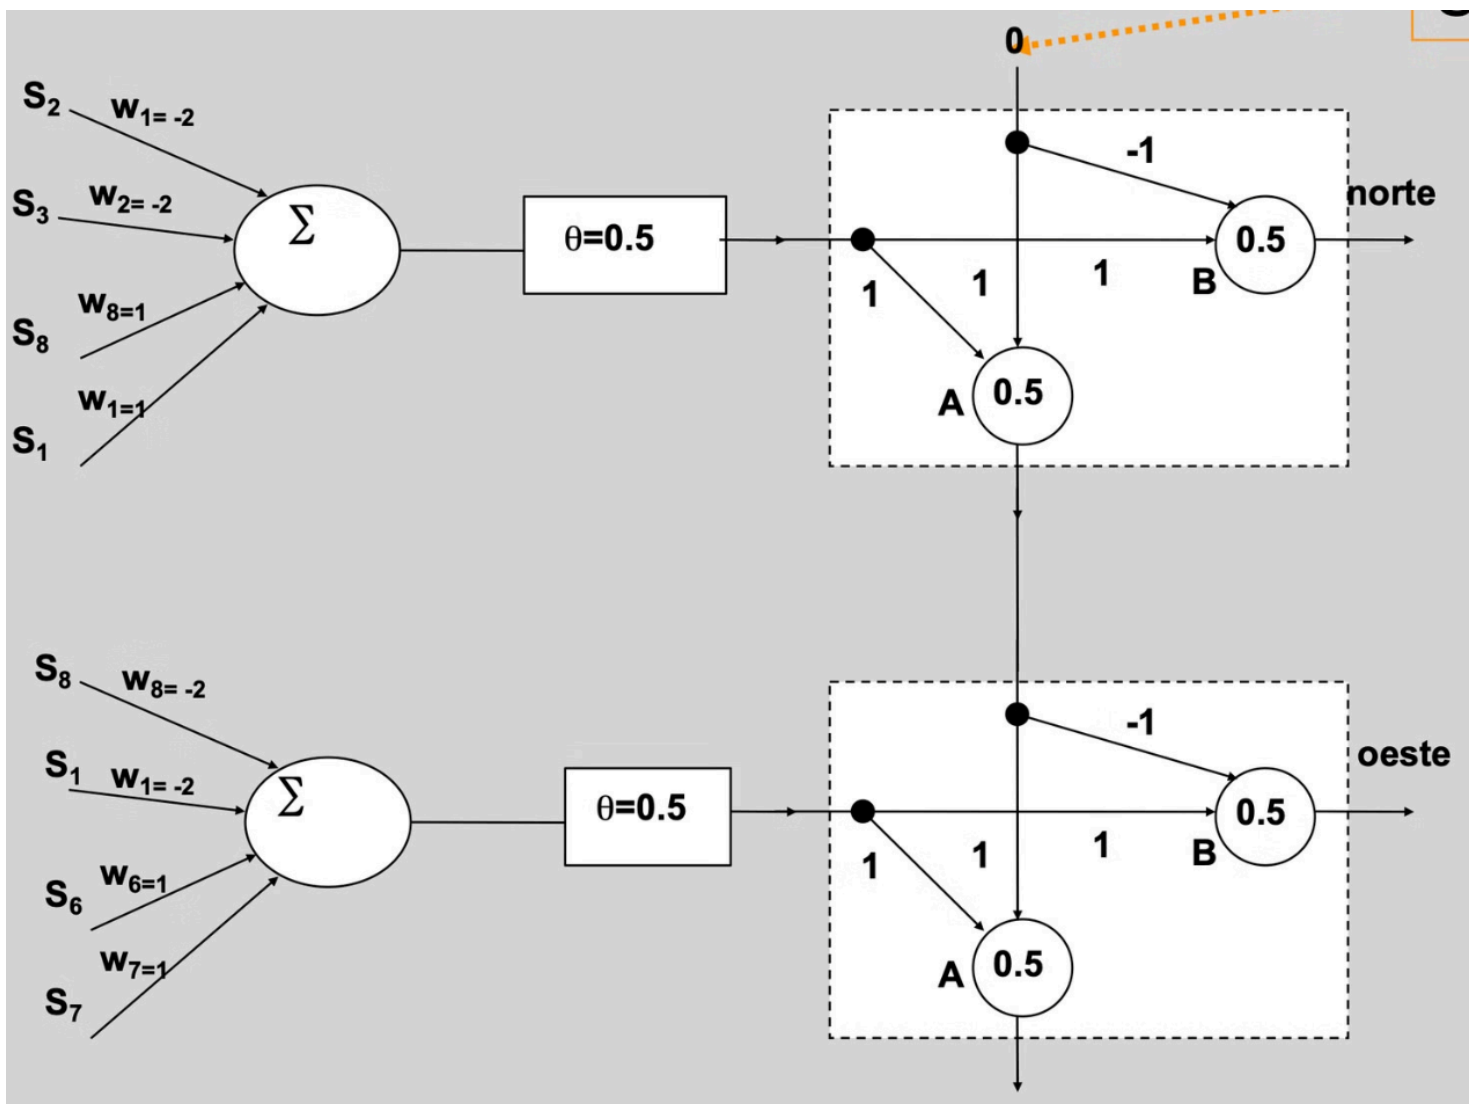 0
S2
w1= -2
S3
w2= -2
Σ
θ=0.5
w8=1
S8
w1=1
S1
-1
norte
0.5
1
1
1
B
A
0.5
S8
w8= -2
S1
w1= -2
Σ
θ=0.5
w6=1
S6
w7=1
S7
-1
oeste
0.5
1
1
1
B
A
0.5